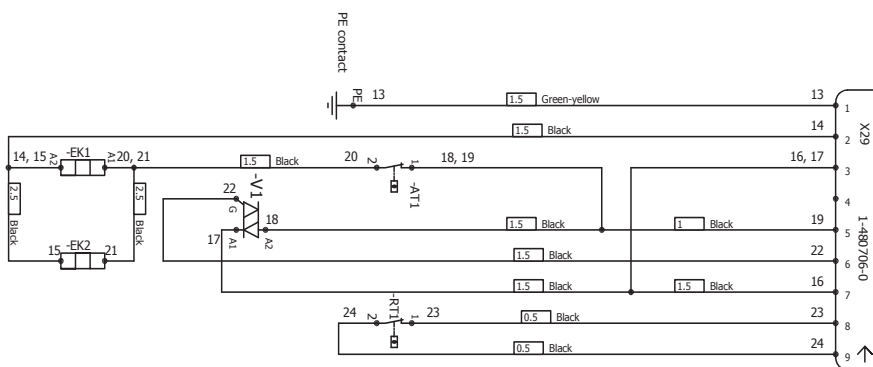 PE contact
PE
13
1.5
Green-yellow
13
1
X29
1.5
Black
14
2
14, 15
A2
-EK1
A1
20, 21
1.5
Black
20
2
1
18, 19
16, 17
3
-AT1
2.5
Black
2.5
Black
22
G
-V1
4
18
17
A1
A2
1.5
Black
1
Black
19
5
1-480706-0
15
-EK2
21
1.5
Black
22
6
1.5
Black
1.5
Black
16
7
24
2
-RT1
1
23
0.5
Black
23
8
0.5
Black
24
9